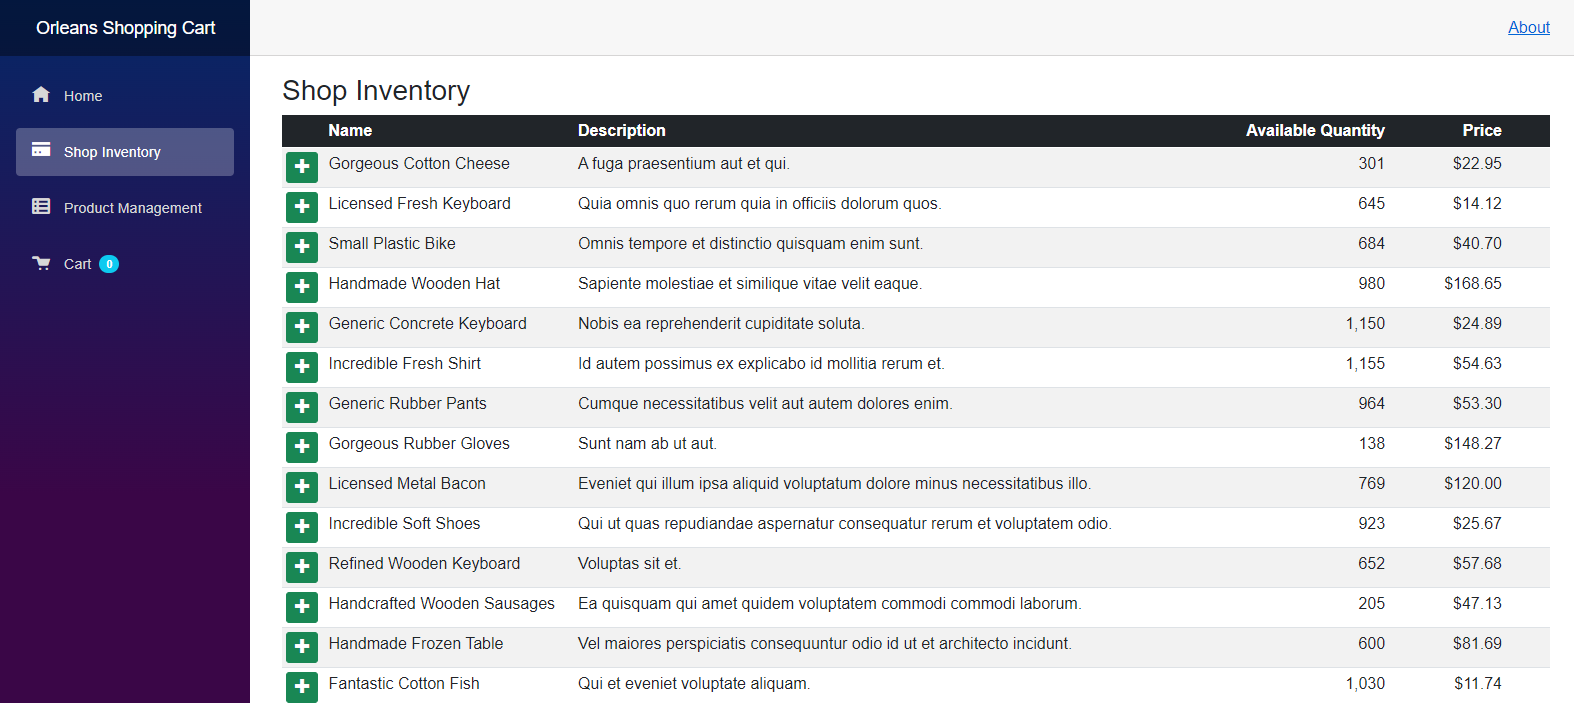 Orleans Shopping Cart
About
Home
Shop Inventory
Product Management
Cart 0
Shop Inventory
Name Description Available Quantity Price
Gorgeous Cotton Cheese A fuga praesentium aut et qui. 301 $22.95
Licensed Fresh Keyboard Quia omnis quo rerum quia in officiis dolorum quos. 645 $14.12
Small Plastic Bike Omnis tempore et distinctio quisquam enim sunt. 684 $40.70
Handmade Wooden Hat Sapiente molestiae et similique vitae velit eaque. 980 $168.65
Generic Concrete Keyboard Nobis ea reprehenderit cupiditate soluta. 1,150 $24.89
Incredible Fresh Shirt Id autem possimus ex explicabo id mollitia rerum et. 1,155 $54.63
Generic Rubber Pants Cumque necessitatibus velit aut autem dolores enim. 964 $53.30
Gorgeous Rubber Gloves Sunt nam ab ut aut. 138 $148.27
Licensed Metal Bacon Eveniet qui illum ipsa aliquid voluptatum dolore minus necessitatibus illo. 769 $120.00
Incredible Soft Shoes Qui ut quas repudiandae aspernatur consequatur rerum et voluptatem odio. 923 $25.67
Refined Wooden Keyboard Voluptas sit et. 652 $57.68
Handcrafted Wooden Sausages Ea quisquam qui amet quidem voluptatem commodi commodi laborum. 205 $47.13
Handmade Frozen Table Vel maiores perspiciatis consequuntur odio id ut et architecto incidunt. 600 $81.69
Fantastic Cotton Fish Qui et eveniet voluptate aliquam. 1,030 $11.74